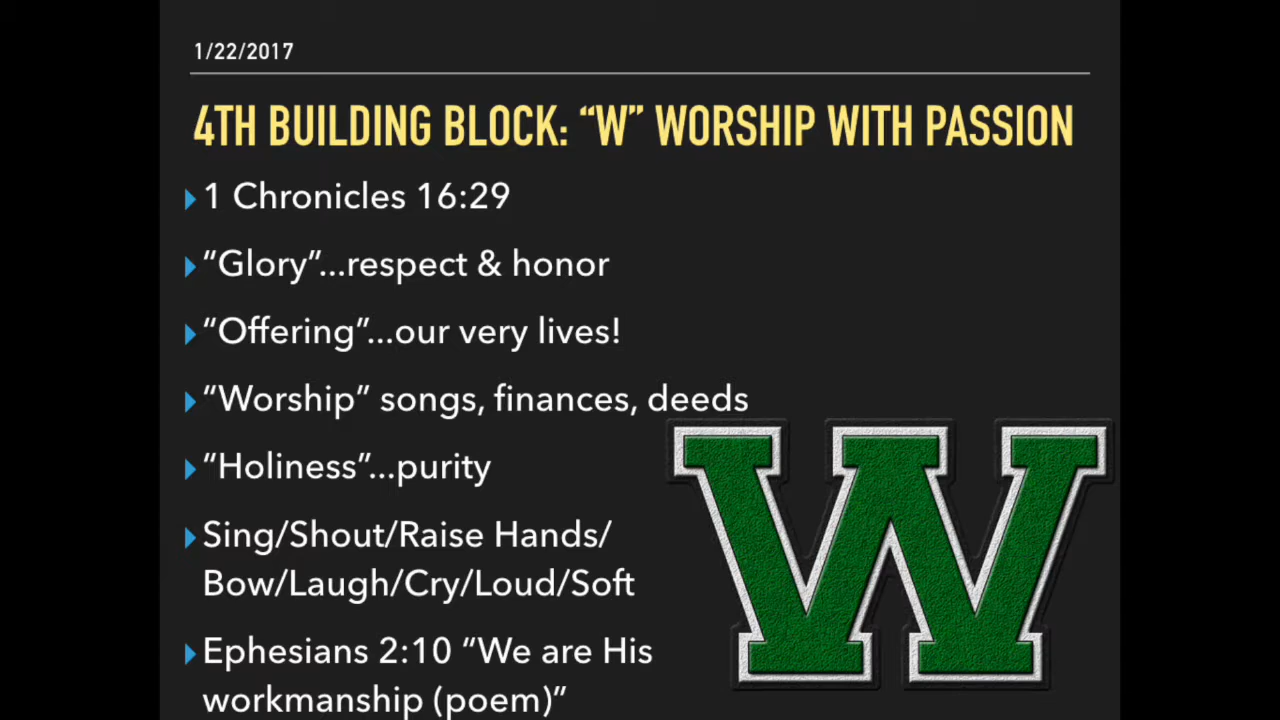 1/22/2017
4TH BUILDING BLOCK: “W” WORSHIP WITH PASSION
1 Chronicles 16:29
“Glory”...respect & honor
“Offering”...our very lives!
“Worship” songs, finances, deeds
“Holiness”...purity
Sing/Shout/Raise Hands/
Bow/Laugh/Cry/Loud/Soft
Ephesians 2:10 “We are His
workmanship (poem)”
W